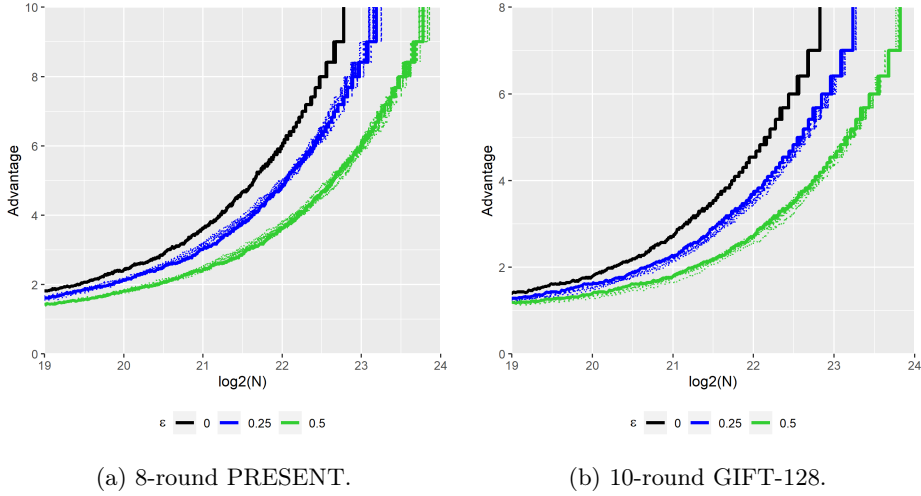 10
8
6
4
2
0
Advantage
19 20 21 22 23 24
log2(N)
ε 0 0.25 0.5
(a) 8-round PRESENT.
8
6
4
2
0
Advantage
19 20 21 22 23 24
log2(N)
ε 0 0.25 0.5
(b) 10-round GIFT-128.